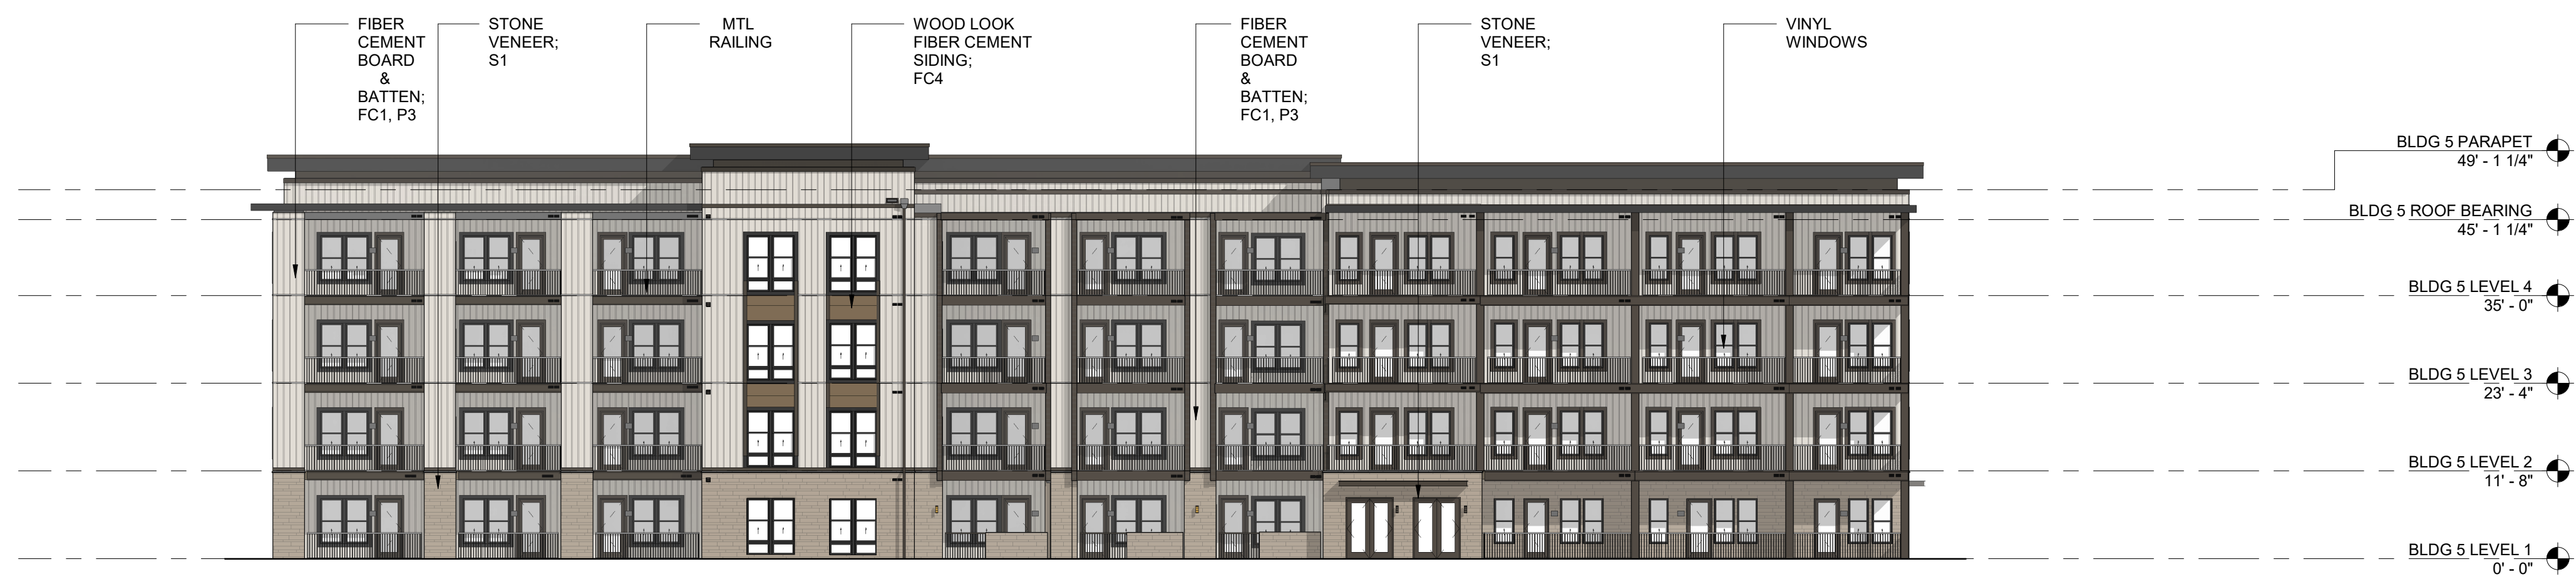 FIBER
CEMENT
BOARD
&
BATTEN;
FC1, P3
STONE
VENEER;
S1
MTL
RAILING
WOOD LOOK
FIBER CEMENT
SIDING;
FC4
FIBER
CEMENT
BOARD
&
BATTEN;
FC1, P3
STONE
VENEER;
S1
VINYL
WINDOWS
BLDG 5 PARAPET
49' - 1 1/4"
BLDG 5 ROOF BEARING
45' - 1 1/4"
BLDG 5 LEVEL 4
35' - 0"
BLDG 5 LEVEL 3
23' - 4"
BLDG 5 LEVEL 2
11' - 8"
BLDG 5 LEVEL 1
0' - 0"